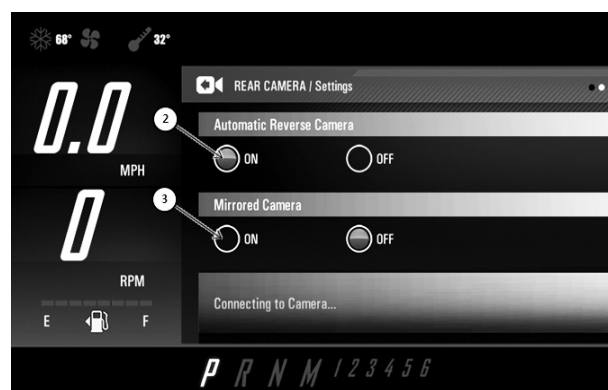 68° 32°
REAR CAMERA / Settings
0.0
MPH
2
Automatic Reverse Camera
ON OFF
3
Mirrored Camera
ON OFF
0
RPM
E F
Connecting to Camera...
P R N M 1 2 3 4 5 6